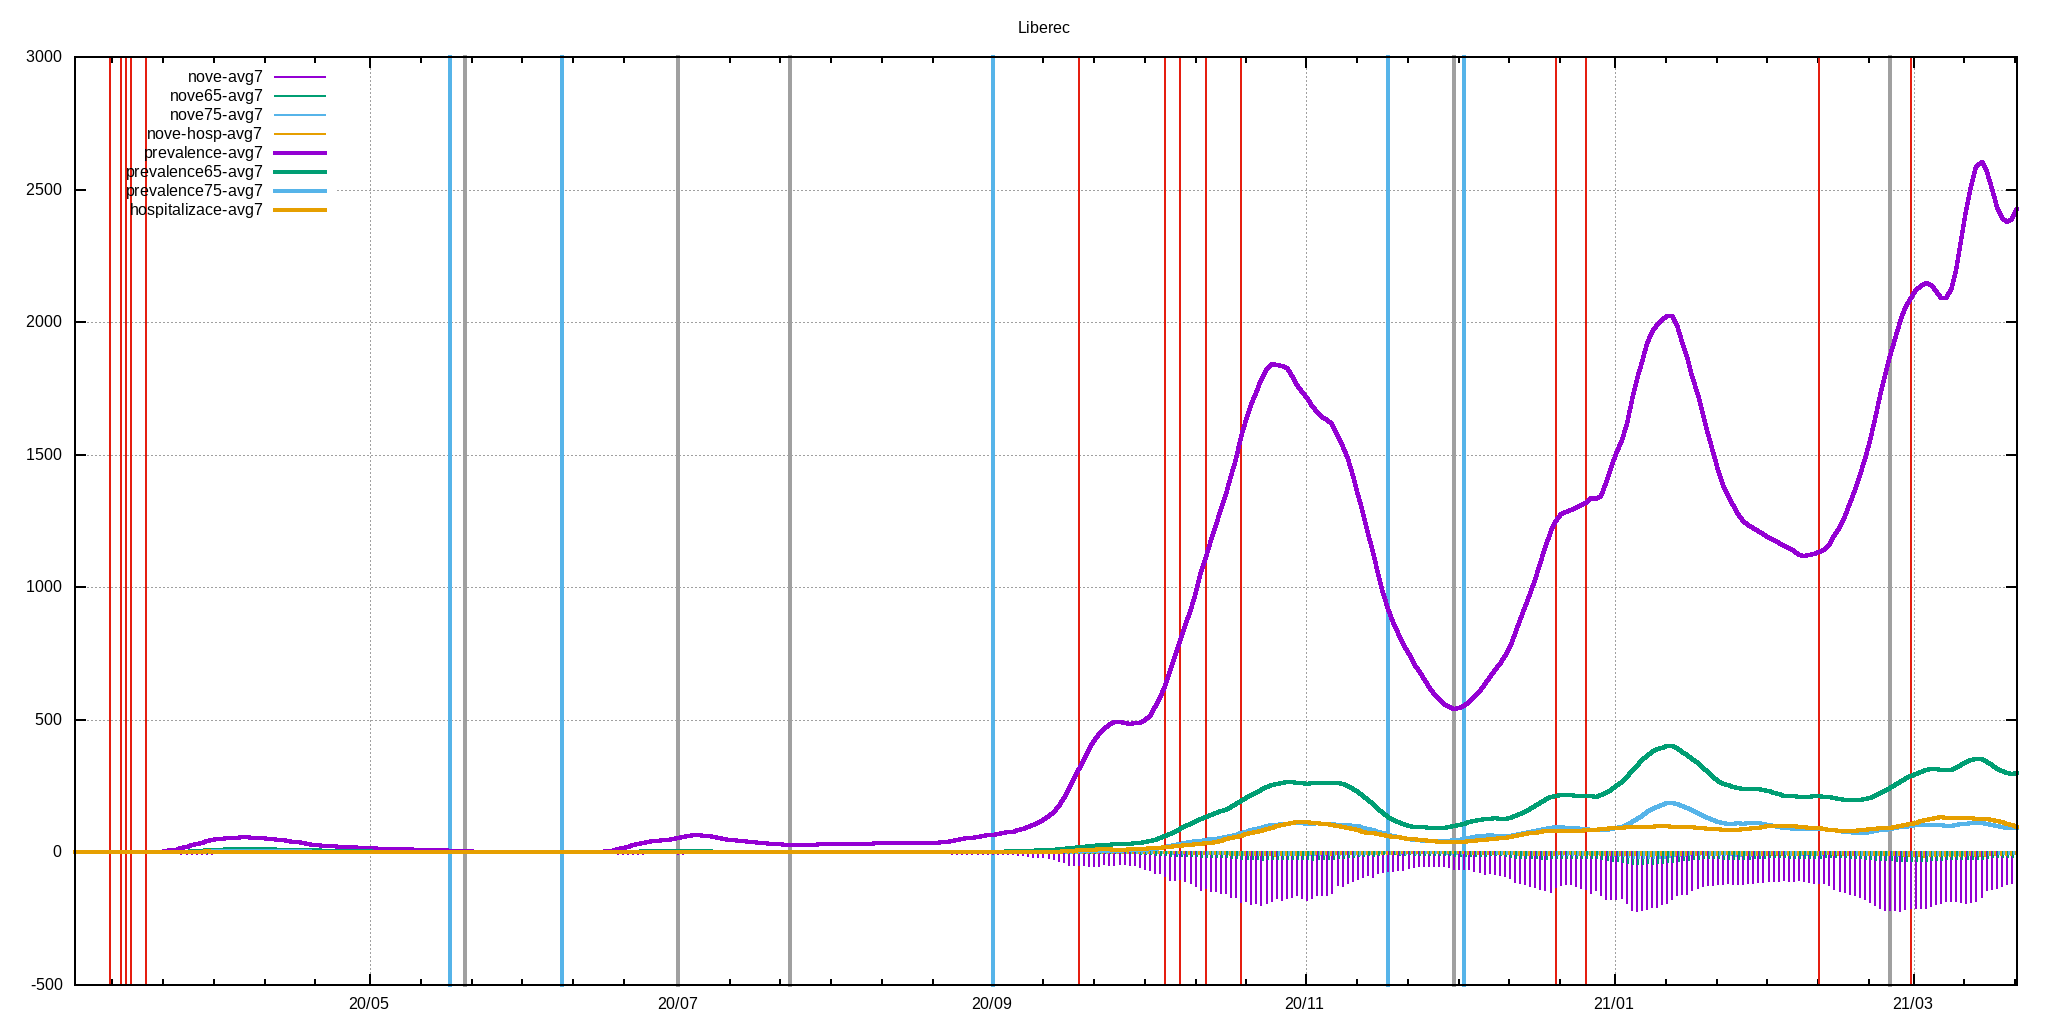 Liberec
3000
2500
2000
1500
1000
500
0
-500
nove-avg7
nove65-avg7
nove75-avg7
nove-hosp-avg7
prevalence-avg7
prevalence65-avg7
prevalence75-avg7
hospitalizace-avg7
20/05
20/07
20/09
20/11
21/01
21/03